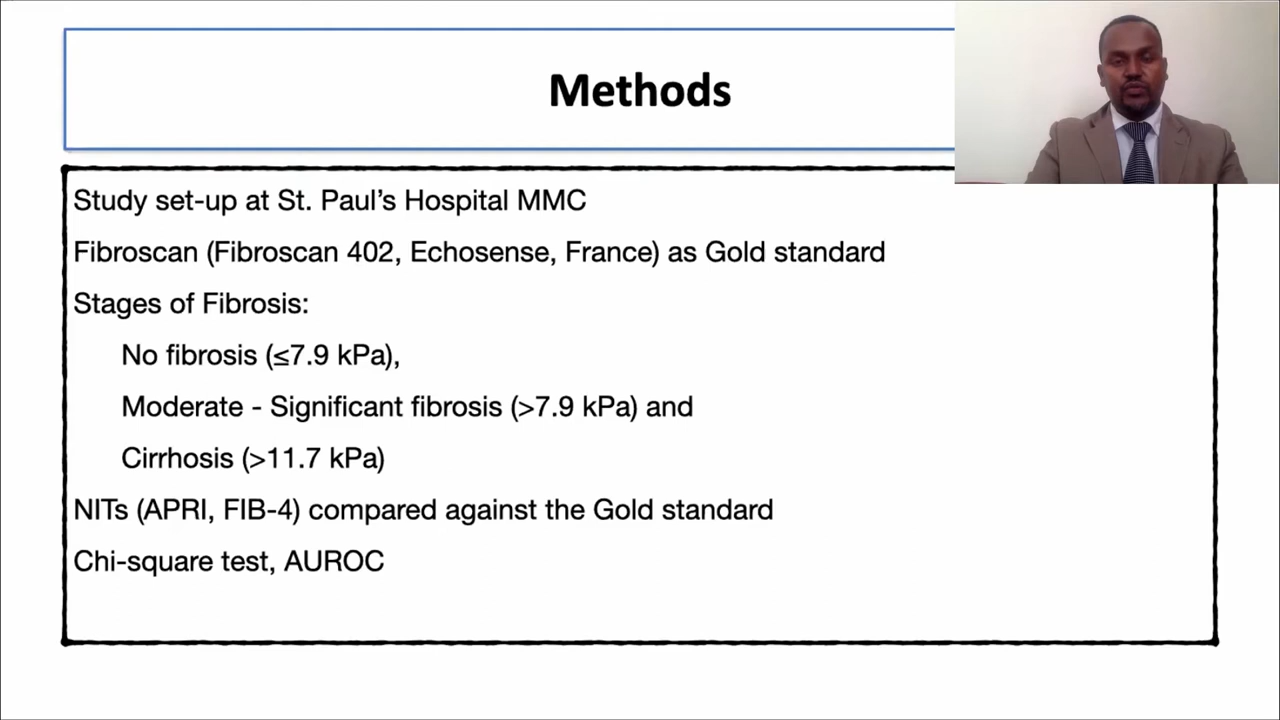 Methods
Study set-up at St. Paul’s Hospital MMC
Fibroscan (Fibroscan 402, Echosense, France) as Gold standard
Stages of Fibrosis:
No fibrosis (≤7.9 kPa),
Moderate - Significant fibrosis (>7.9 kPa) and
Cirrhosis (>11.7 kPa)
NITs (APRI, FIB-4) compared against the Gold standard
Chi-square test, AUROC